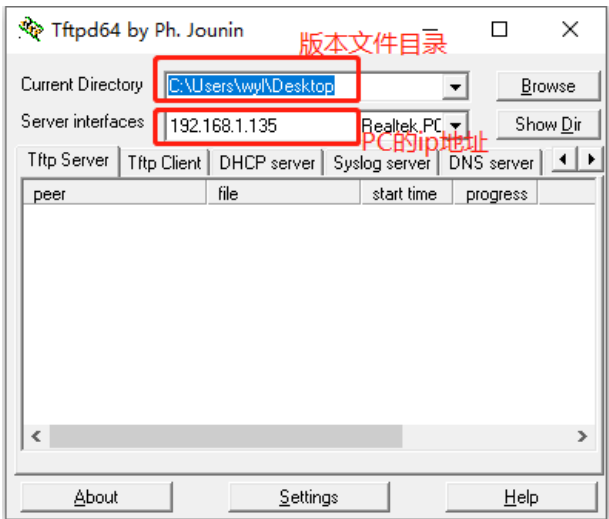 Tftpd64 by Ph. Jounin
版本文件目录
Current Directory C:\Users\wyl\Desktop Browse
Server interfaces 192.168.1.135 Realtek PC Show Dir
PC的ip地址
Tftp Server Tftp Client DHCP server Syslog server DNS server
peer file start time progress
About Settings Help